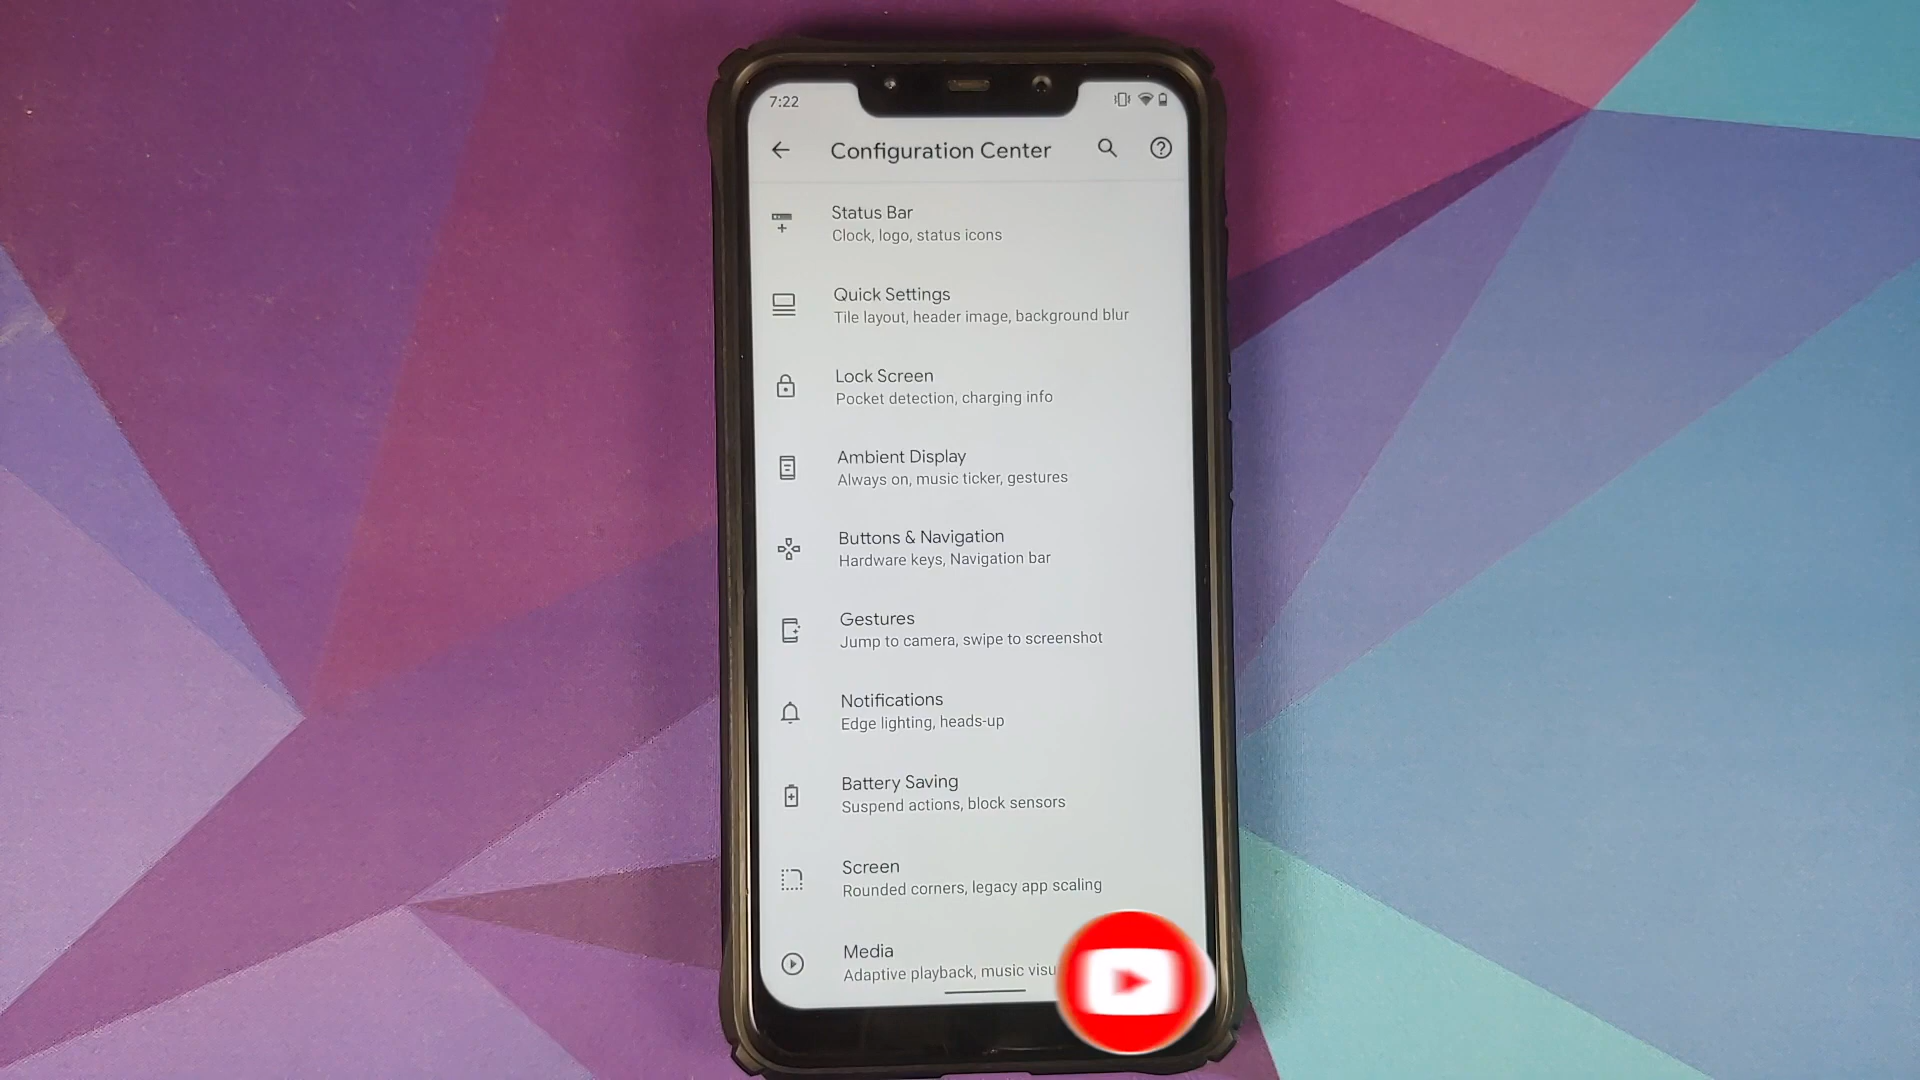 7:22
Configuration Center
Status Bar
Clock, logo, status icons
Quick Settings
Tile layout, header image, background blur
Lock Screen
Pocket detection, charging info
Ambient Display
Always on, music ticker, gestures
Buttons & Navigation
Hardware keys, Navigation bar
Gestures
Jump to camera, swipe to screenshot
Notifications
Edge lighting, heads-up
Battery Saving
Suspend actions, block sensors
Screen
Rounded corners, legacy app scaling
Media
Adaptive playback, music